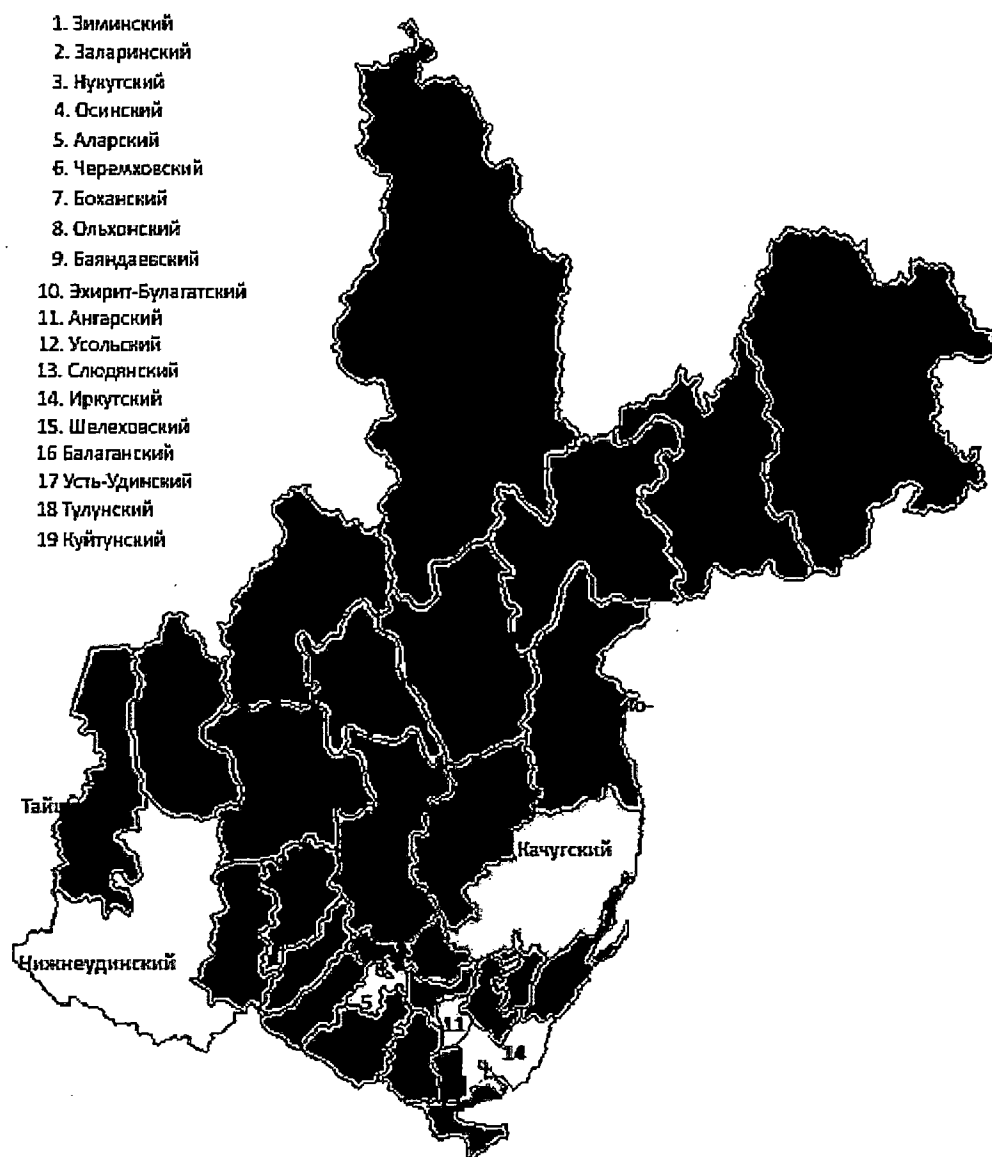 1. Зиминский
2. Заларинский
3. Нукутский
4. Осинский
5. Аларский
6. Черемховский
7. Боханский
8. Ольхонский
9. Баяндаевский
10. Эхирит-Булагатский
11. Ангарский
12. Усольский
13. Слюдянский
14. Иркутский
15. Шелеховский
16 Балаганский
17 Усть-Удинский
18 Тулунский
19 Куйтунский
Качугский
Нижнеудинский
5
11
14